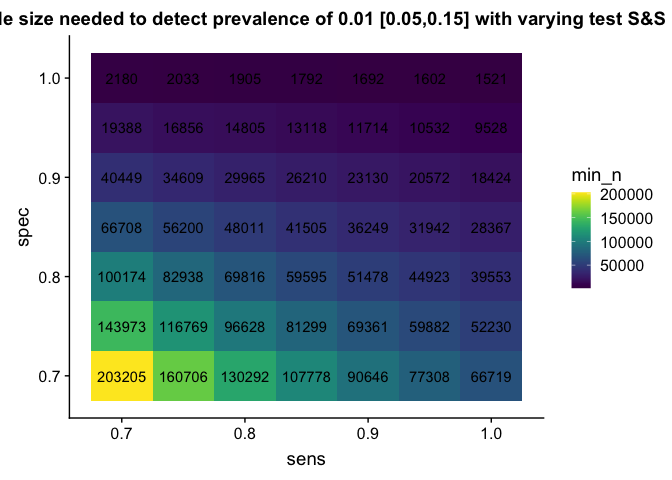 le size needed to detect prevalence of 0.01 [0.05,0.15] with varying test S&S
1.0
2180 2033 1905 1792 1692 1602 1521
19388 16856 14805 13118 11714 10532 9528
0.9
40449 34609 29965 26210 23130 20572 18424
66708 56200 48011 41505 36249 31942 28367
0.8
100174 82938 69816 59595 51478 44923 39553
143973 116769 96628 81299 69361 59882 52230
0.7
203205 160706 130292 107778 90646 77308 66719
spec
0.7 0.8 0.9 1.0
sens
min_n
200000
150000
100000
50000